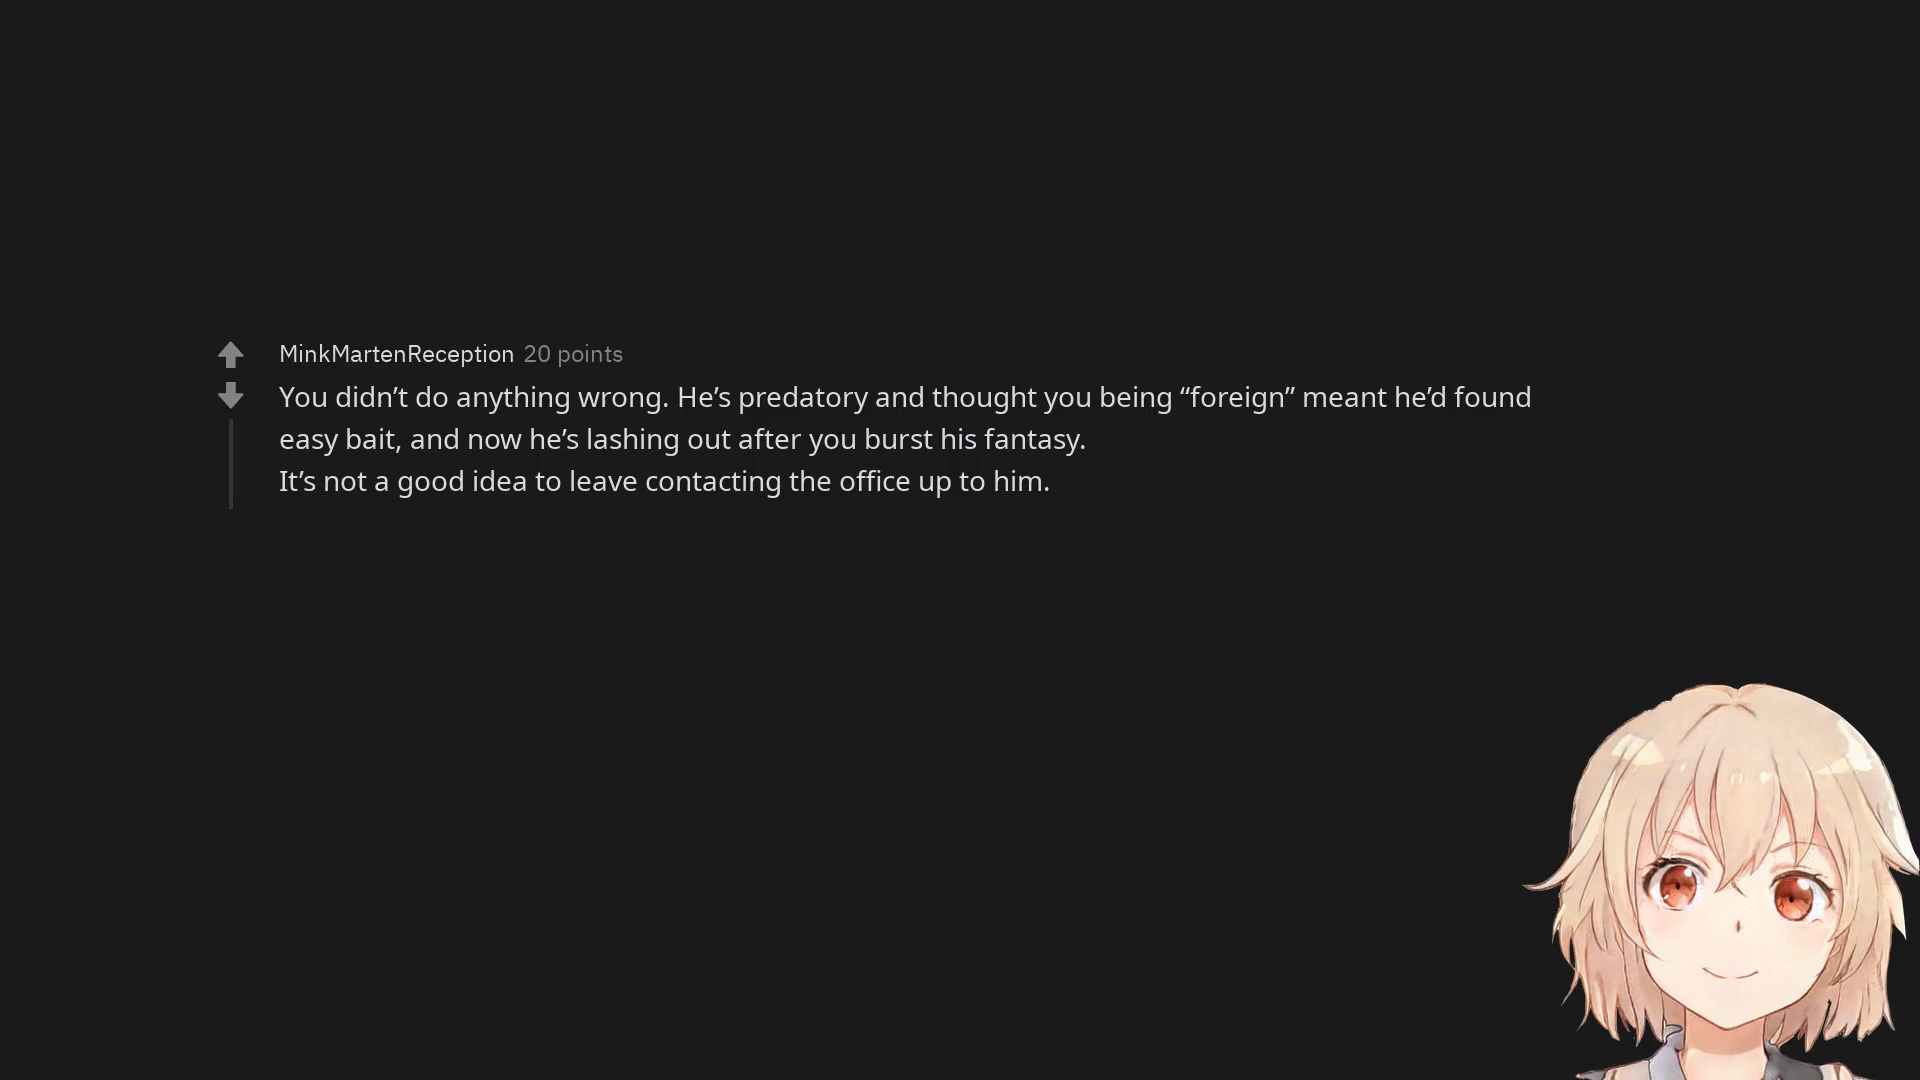 MinkMartenReception 20 points
You didn’t do anything wrong. He’s predatory and thought you being “foreign” meant he’d found
easy bait, and now he’s lashing out after you burst his fantasy.
It’s not a good idea to leave contacting the office up to him.